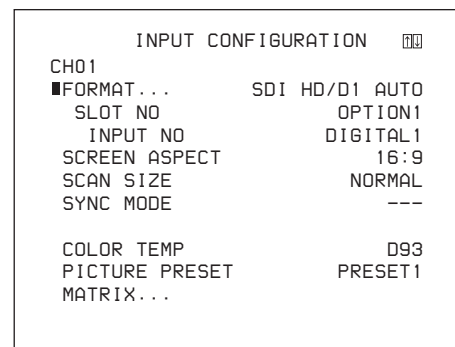 INPUT CONFIGURATION ↑↓
CH01
FORMAT... SDI HD/D1 AUTO
SLOT NO OPTION1
INPUT NO DIGITAL1
SCREEN ASPECT 16:9
SCAN SIZE NORMAL
SYNC MODE ---
COLOR TEMP D93
PICTURE PRESET PRESET1
MATRIX...